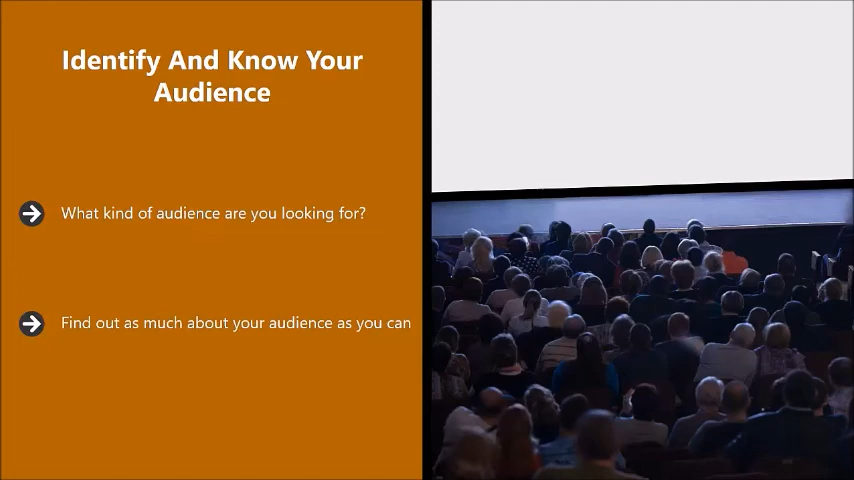 Identify And Know Your
Audience
What kind of audience are you looking for?
Find out as much about your audience as you can